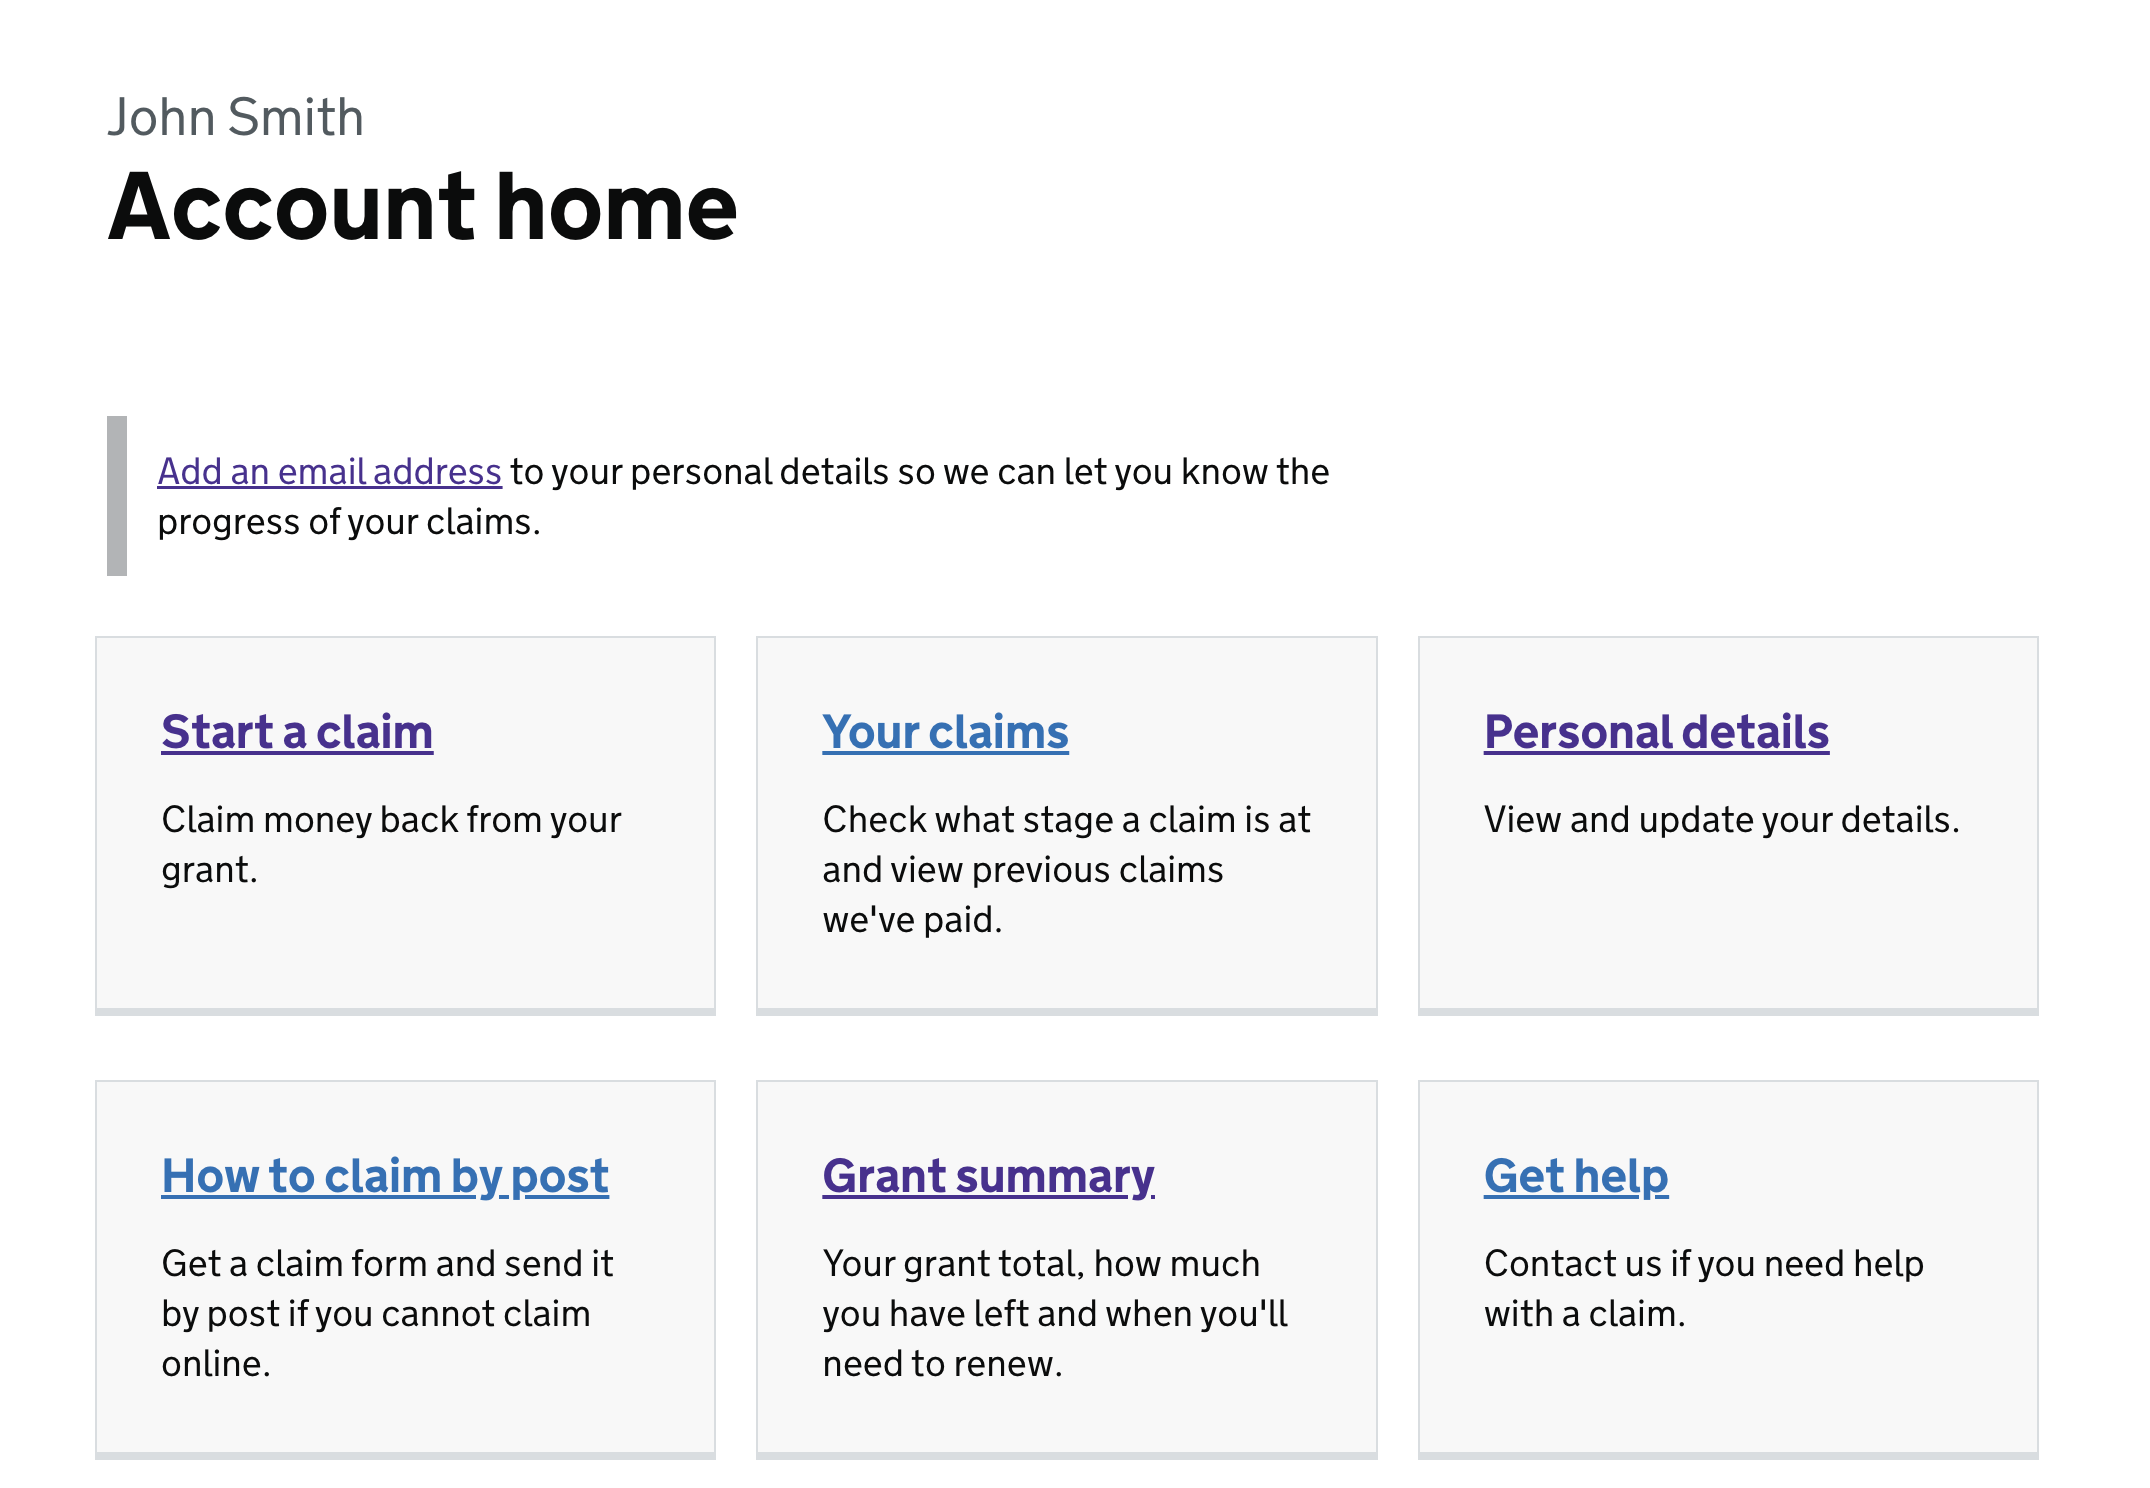 John Smith
Account home
Add an email address to your personal details so we can let you know the
progress of your claims.
Start a claim
Claim money back from your
grant.
Your claims
Check what stage a claim is at
and view previous claims
we've paid.
Personal details
View and update your details.
How to claim by post
Get a claim form and send it
by post if you cannot claim
online.
Grant summary
Your grant total, how much
you have left and when you'll
need to renew.
Get help
Contact us if you need help
with a claim.